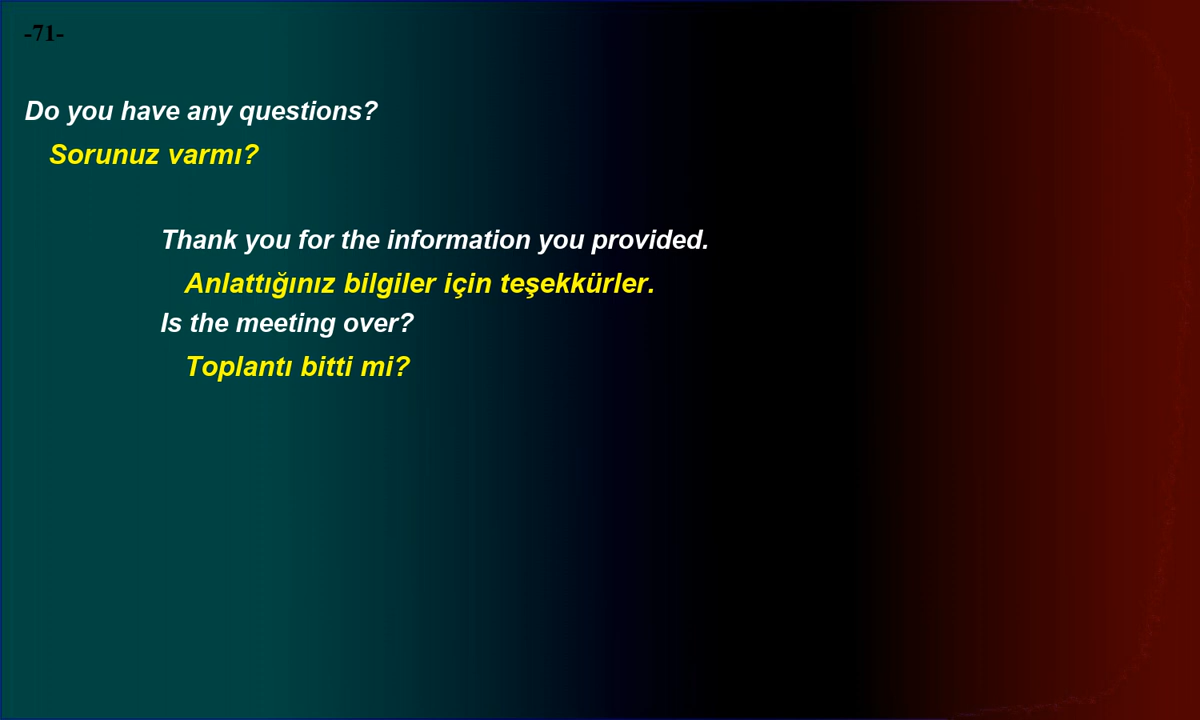 -71-
Do you have any questions?
Sorunuz varmı?
Thank you for the information you provided.
Anlattığınız bilgiler için teşekkürler.
Is the meeting over?
Toplantı bitti mi?